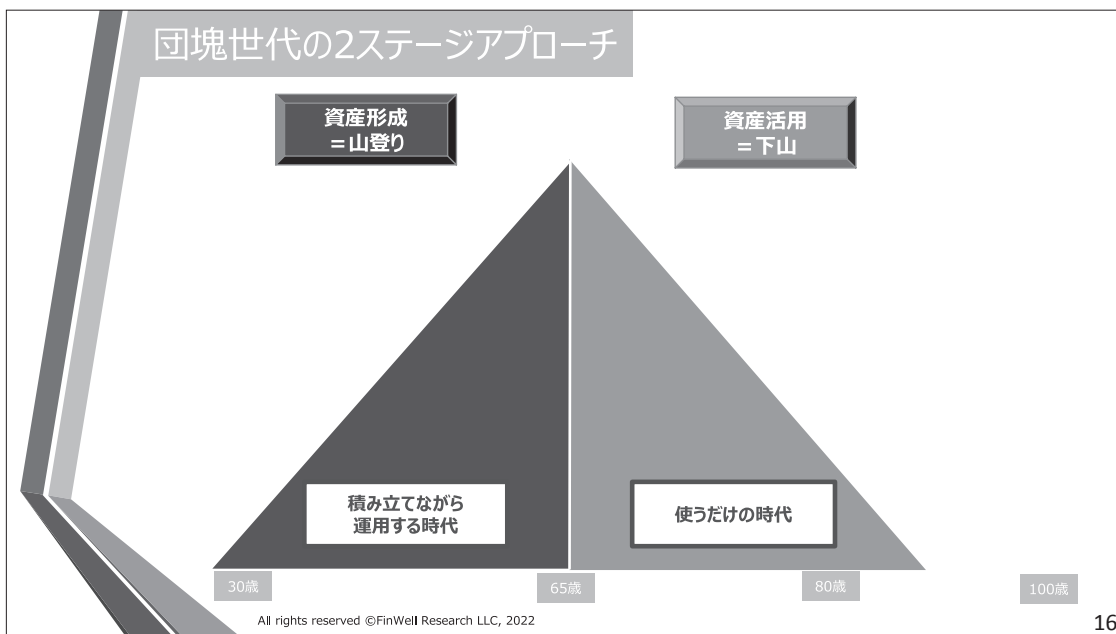 団塊世代の2ステージアプローチ
資産形成
＝山登り
資産活用
＝下山
積み立てながら
運用する時代
使うだけの時代
30歳
65歳
80歳
100歳
All rights reserved ©FinWell Research LLC, 2022
16